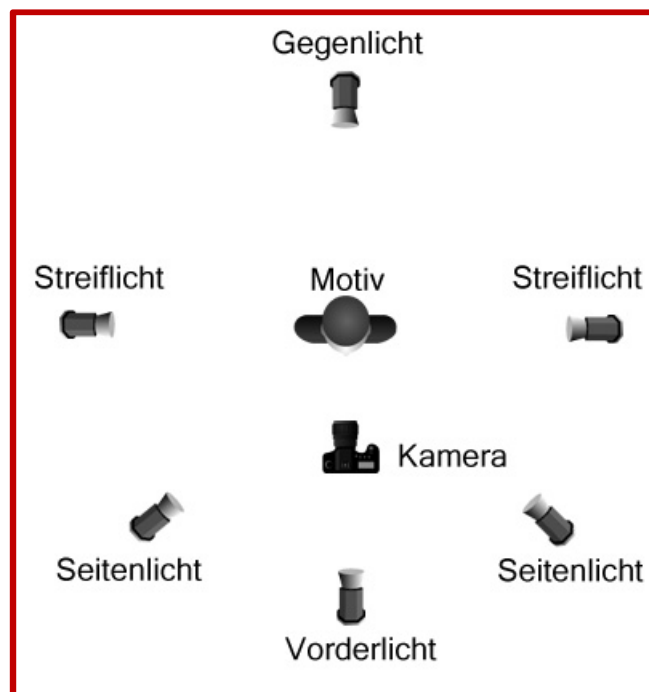 Gegenlicht
Streiflicht
Motiv
Streiflicht
Kamera
Seitenlicht
Seitenlicht
Vorderlicht